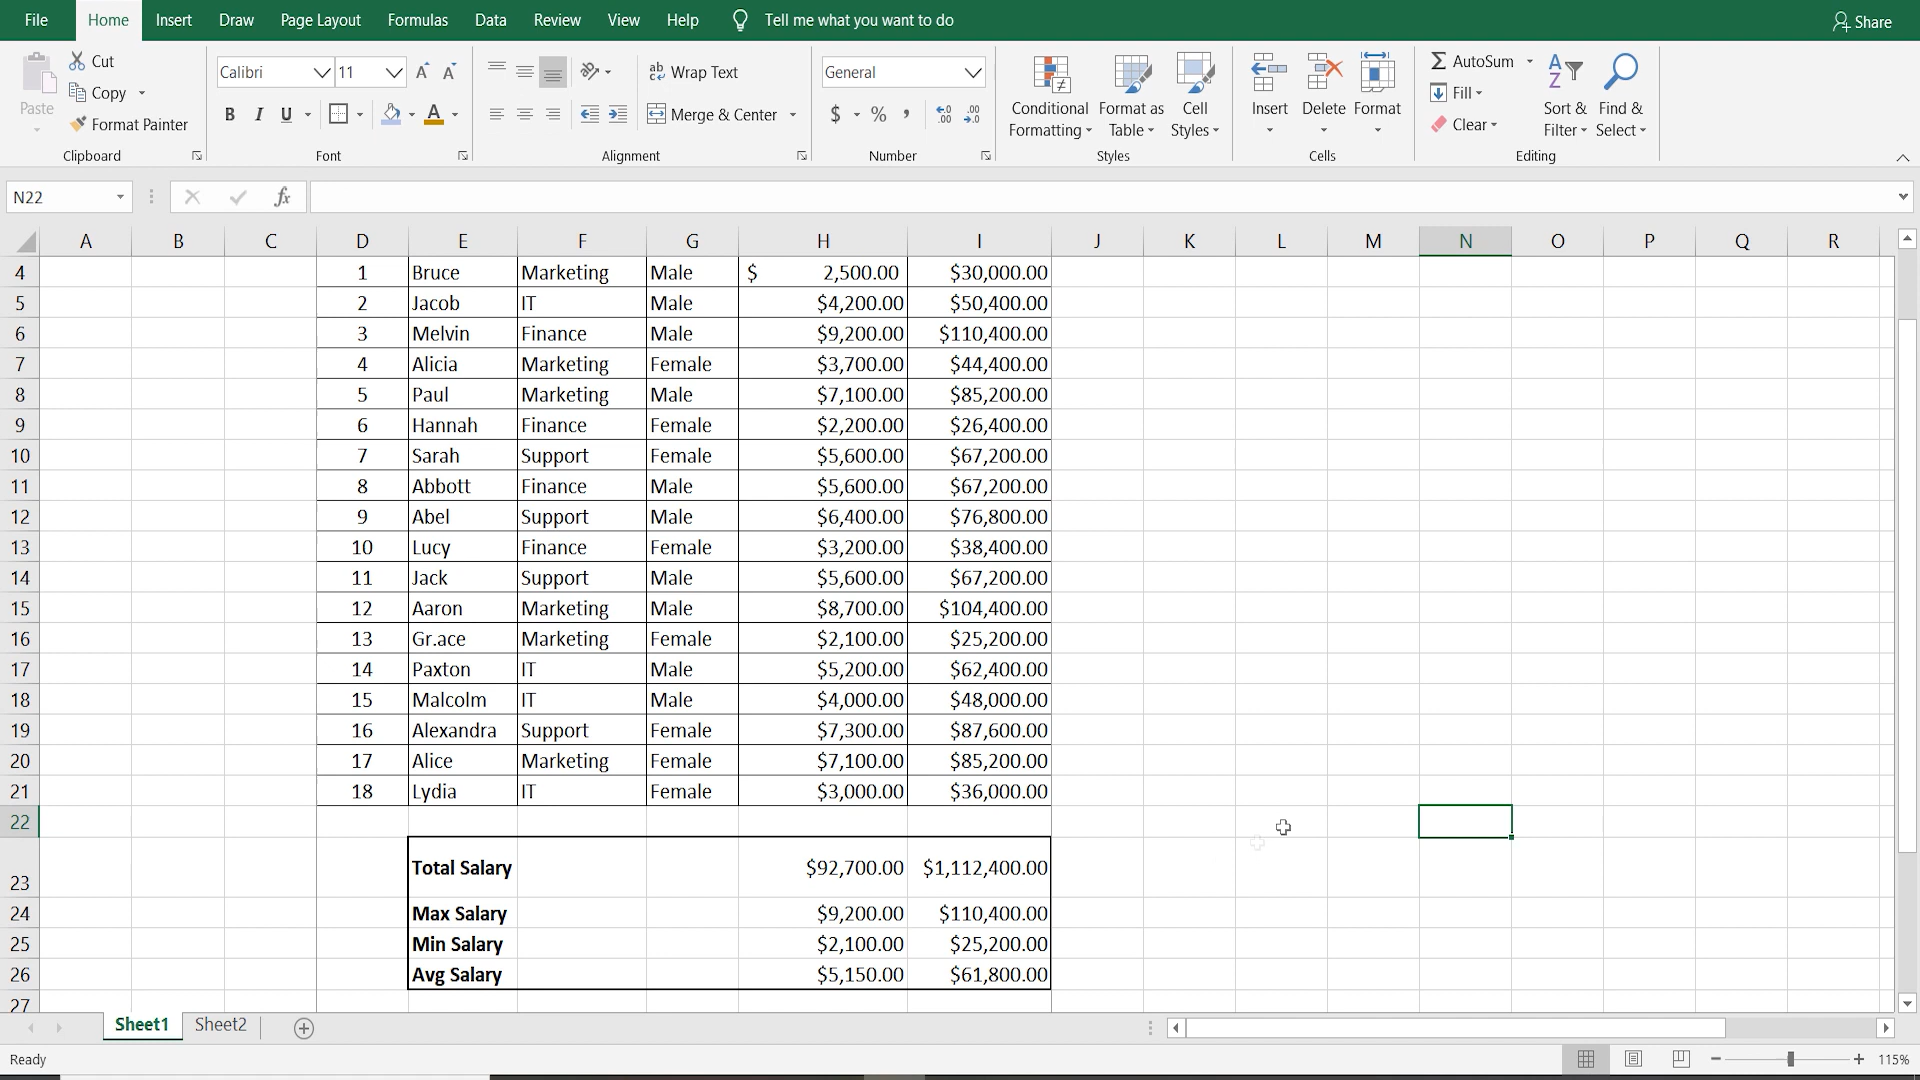 File Home Insert Draw Page Layout Formulas Data Review View Help Tell me what you want to do Share
Paste Cut Copy Format Painter Clipboard
Calibri 11 A A B I U A Font
ab Wrap Text Merge & Center Alignment
General $ % , .00 .00 Number
Conditional Formatting Format as Table Cell Styles Styles
Insert Delete Format Cells
Σ AutoSum Fill Clear Sort & Filter Find & Select Editing
N22 fx
A B C D E F G H I J K L M N O P Q R
4 1 Bruce Marketing Male $ 2,500.00 $30,000.00
5 2 Jacob IT Male $4,200.00 $50,400.00
6 3 Melvin Finance Male $9,200.00 $110,400.00
7 4 Alicia Marketing Female $3,700.00 $44,400.00
8 5 Paul Marketing Male $7,100.00 $85,200.00
9 6 Hannah Finance Female $2,200.00 $26,400.00
10 7 Sarah Support Female $5,600.00 $67,200.00
11 8 Abbott Finance Male $5,600.00 $67,200.00
12 9 Abel Support Male $6,400.00 $76,800.00
13 10 Lucy Finance Female $3,200.00 $38,400.00
14 11 Jack Support Male $5,600.00 $67,200.00
15 12 Aaron Marketing Male $8,700.00 $104,400.00
16 13 Gr.ace Marketing Female $2,100.00 $25,200.00
17 14 Paxton IT Male $5,200.00 $62,400.00
18 15 Malcolm IT Male $4,000.00 $48,000.00
19 16 Alexandra Support Female $7,300.00 $87,600.00
20 17 Alice Marketing Female $7,100.00 $85,200.00
21 18 Lydia IT Female $3,000.00 $36,000.00
22
23 Total Salary $92,700.00 $1,112,400.00
24 Max Salary $9,200.00 $110,400.00
25 Min Salary $2,100.00 $25,200.00
26 Avg Salary $5,150.00 $61,800.00
27
Sheet1 Sheet2
Ready 115%